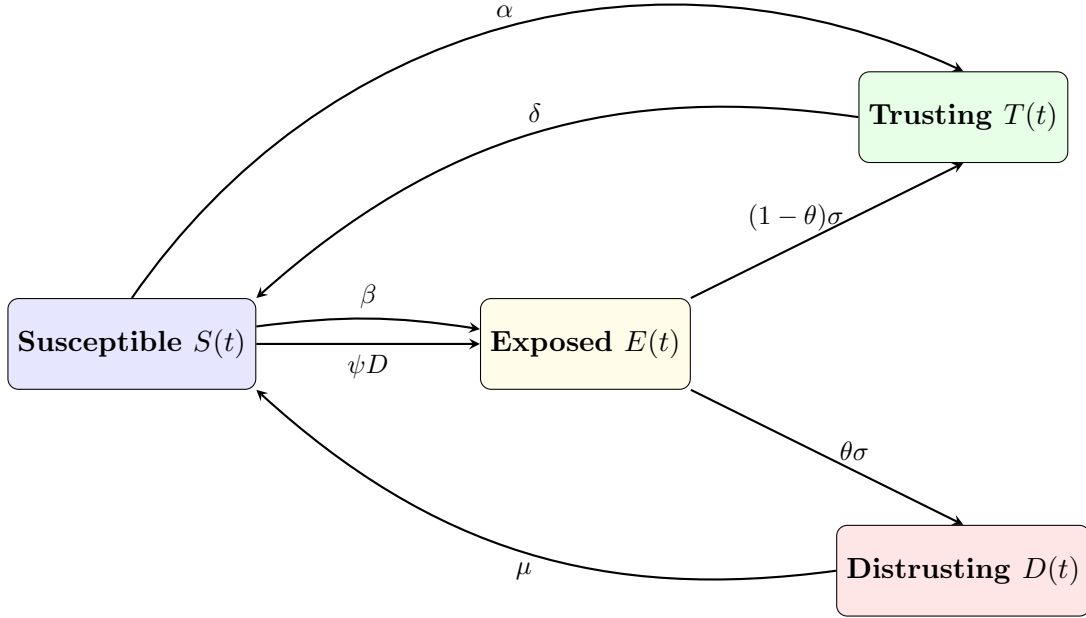 α
Trusting T(t)
δ
(1 − θ)σ
β
Susceptible S(t)
Exposed E(t)
ψD
θσ
Distrusting D(t)
μ